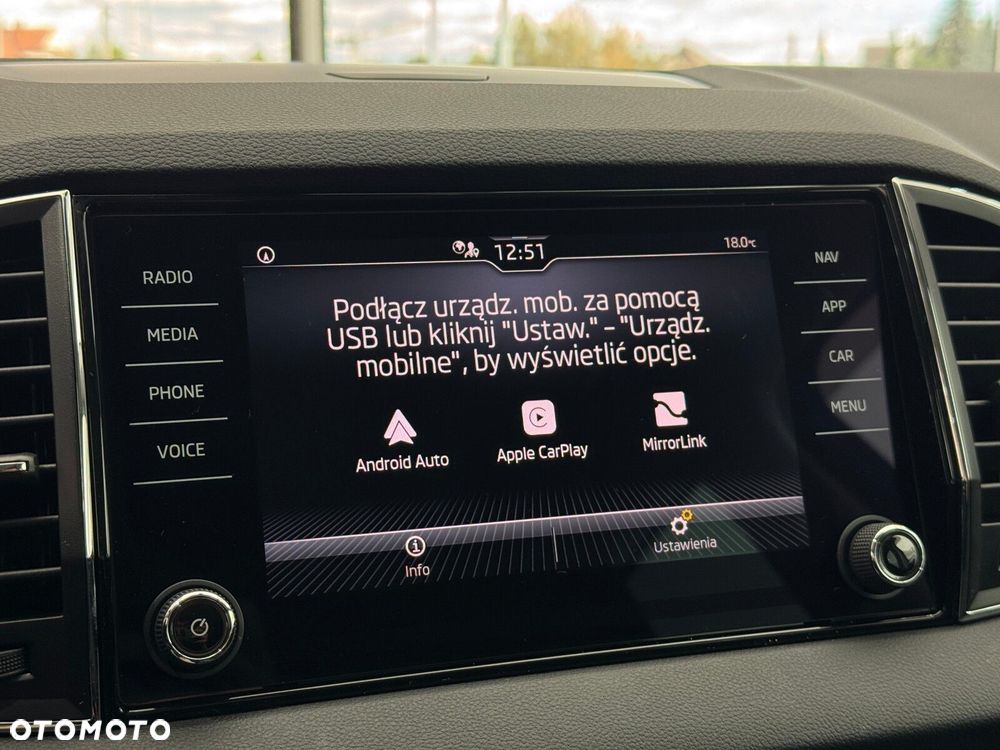 12:51
18.0°C
RADIO
MEDIA
PHONE
VOICE
Podłącz urządz. mob. za pomocą
USB lub kliknij "Ustaw." - "Urządz.
mobilne", by wyświetlić opcje.
Android Auto
Apple CarPlay
MirrorLink
Info
Ustawienia
NAV
APP
CAR
MENU
OTOMOTO